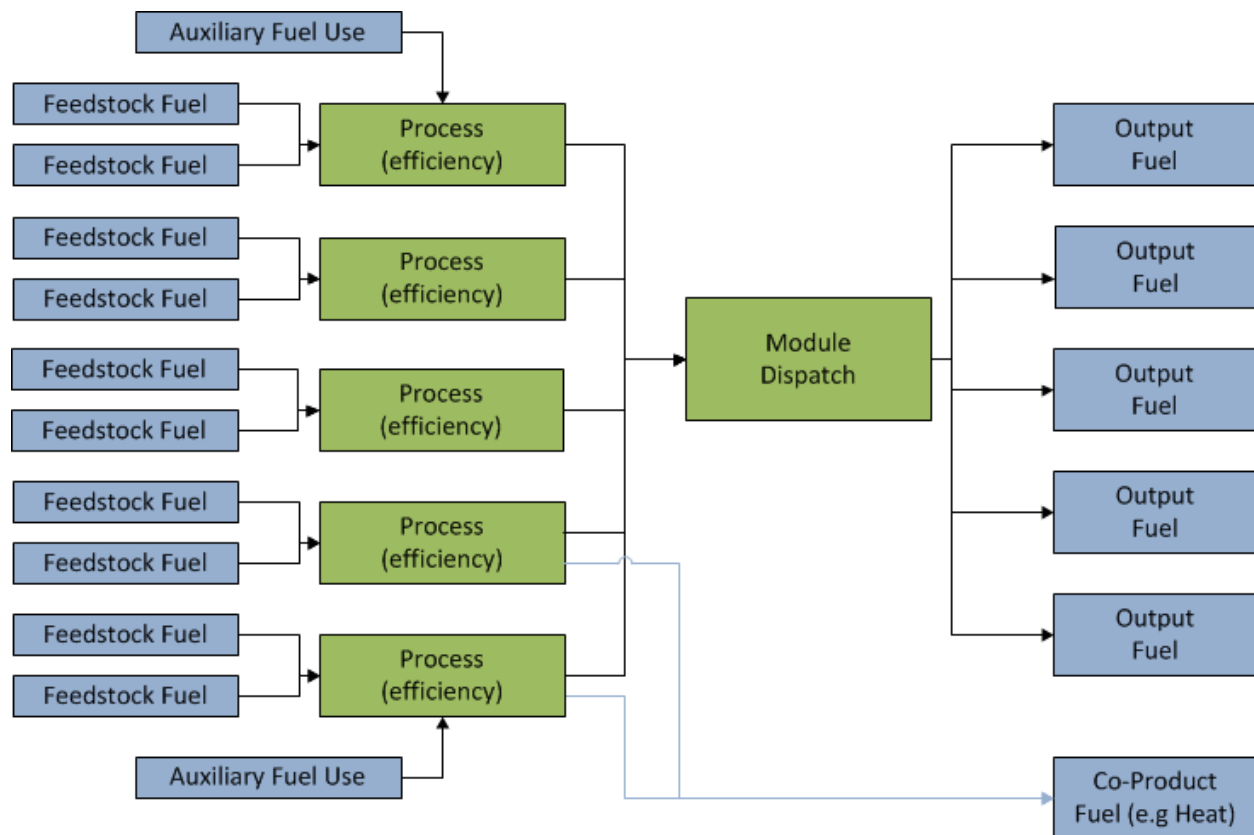 Auxiliary Fuel Use
Feedstock Fuel
Feedstock Fuel
Process
(efficiency)
Feedstock Fuel
Feedstock Fuel
Process
(efficiency)
Feedstock Fuel
Feedstock Fuel
Process
(efficiency)
Feedstock Fuel
Feedstock Fuel
Process
(efficiency)
Feedstock Fuel
Feedstock Fuel
Process
(efficiency)
Auxiliary Fuel Use
Module
Dispatch
Output
Fuel
Output
Fuel
Output
Fuel
Output
Fuel
Output
Fuel
Co-Product
Fuel (e.g Heat)